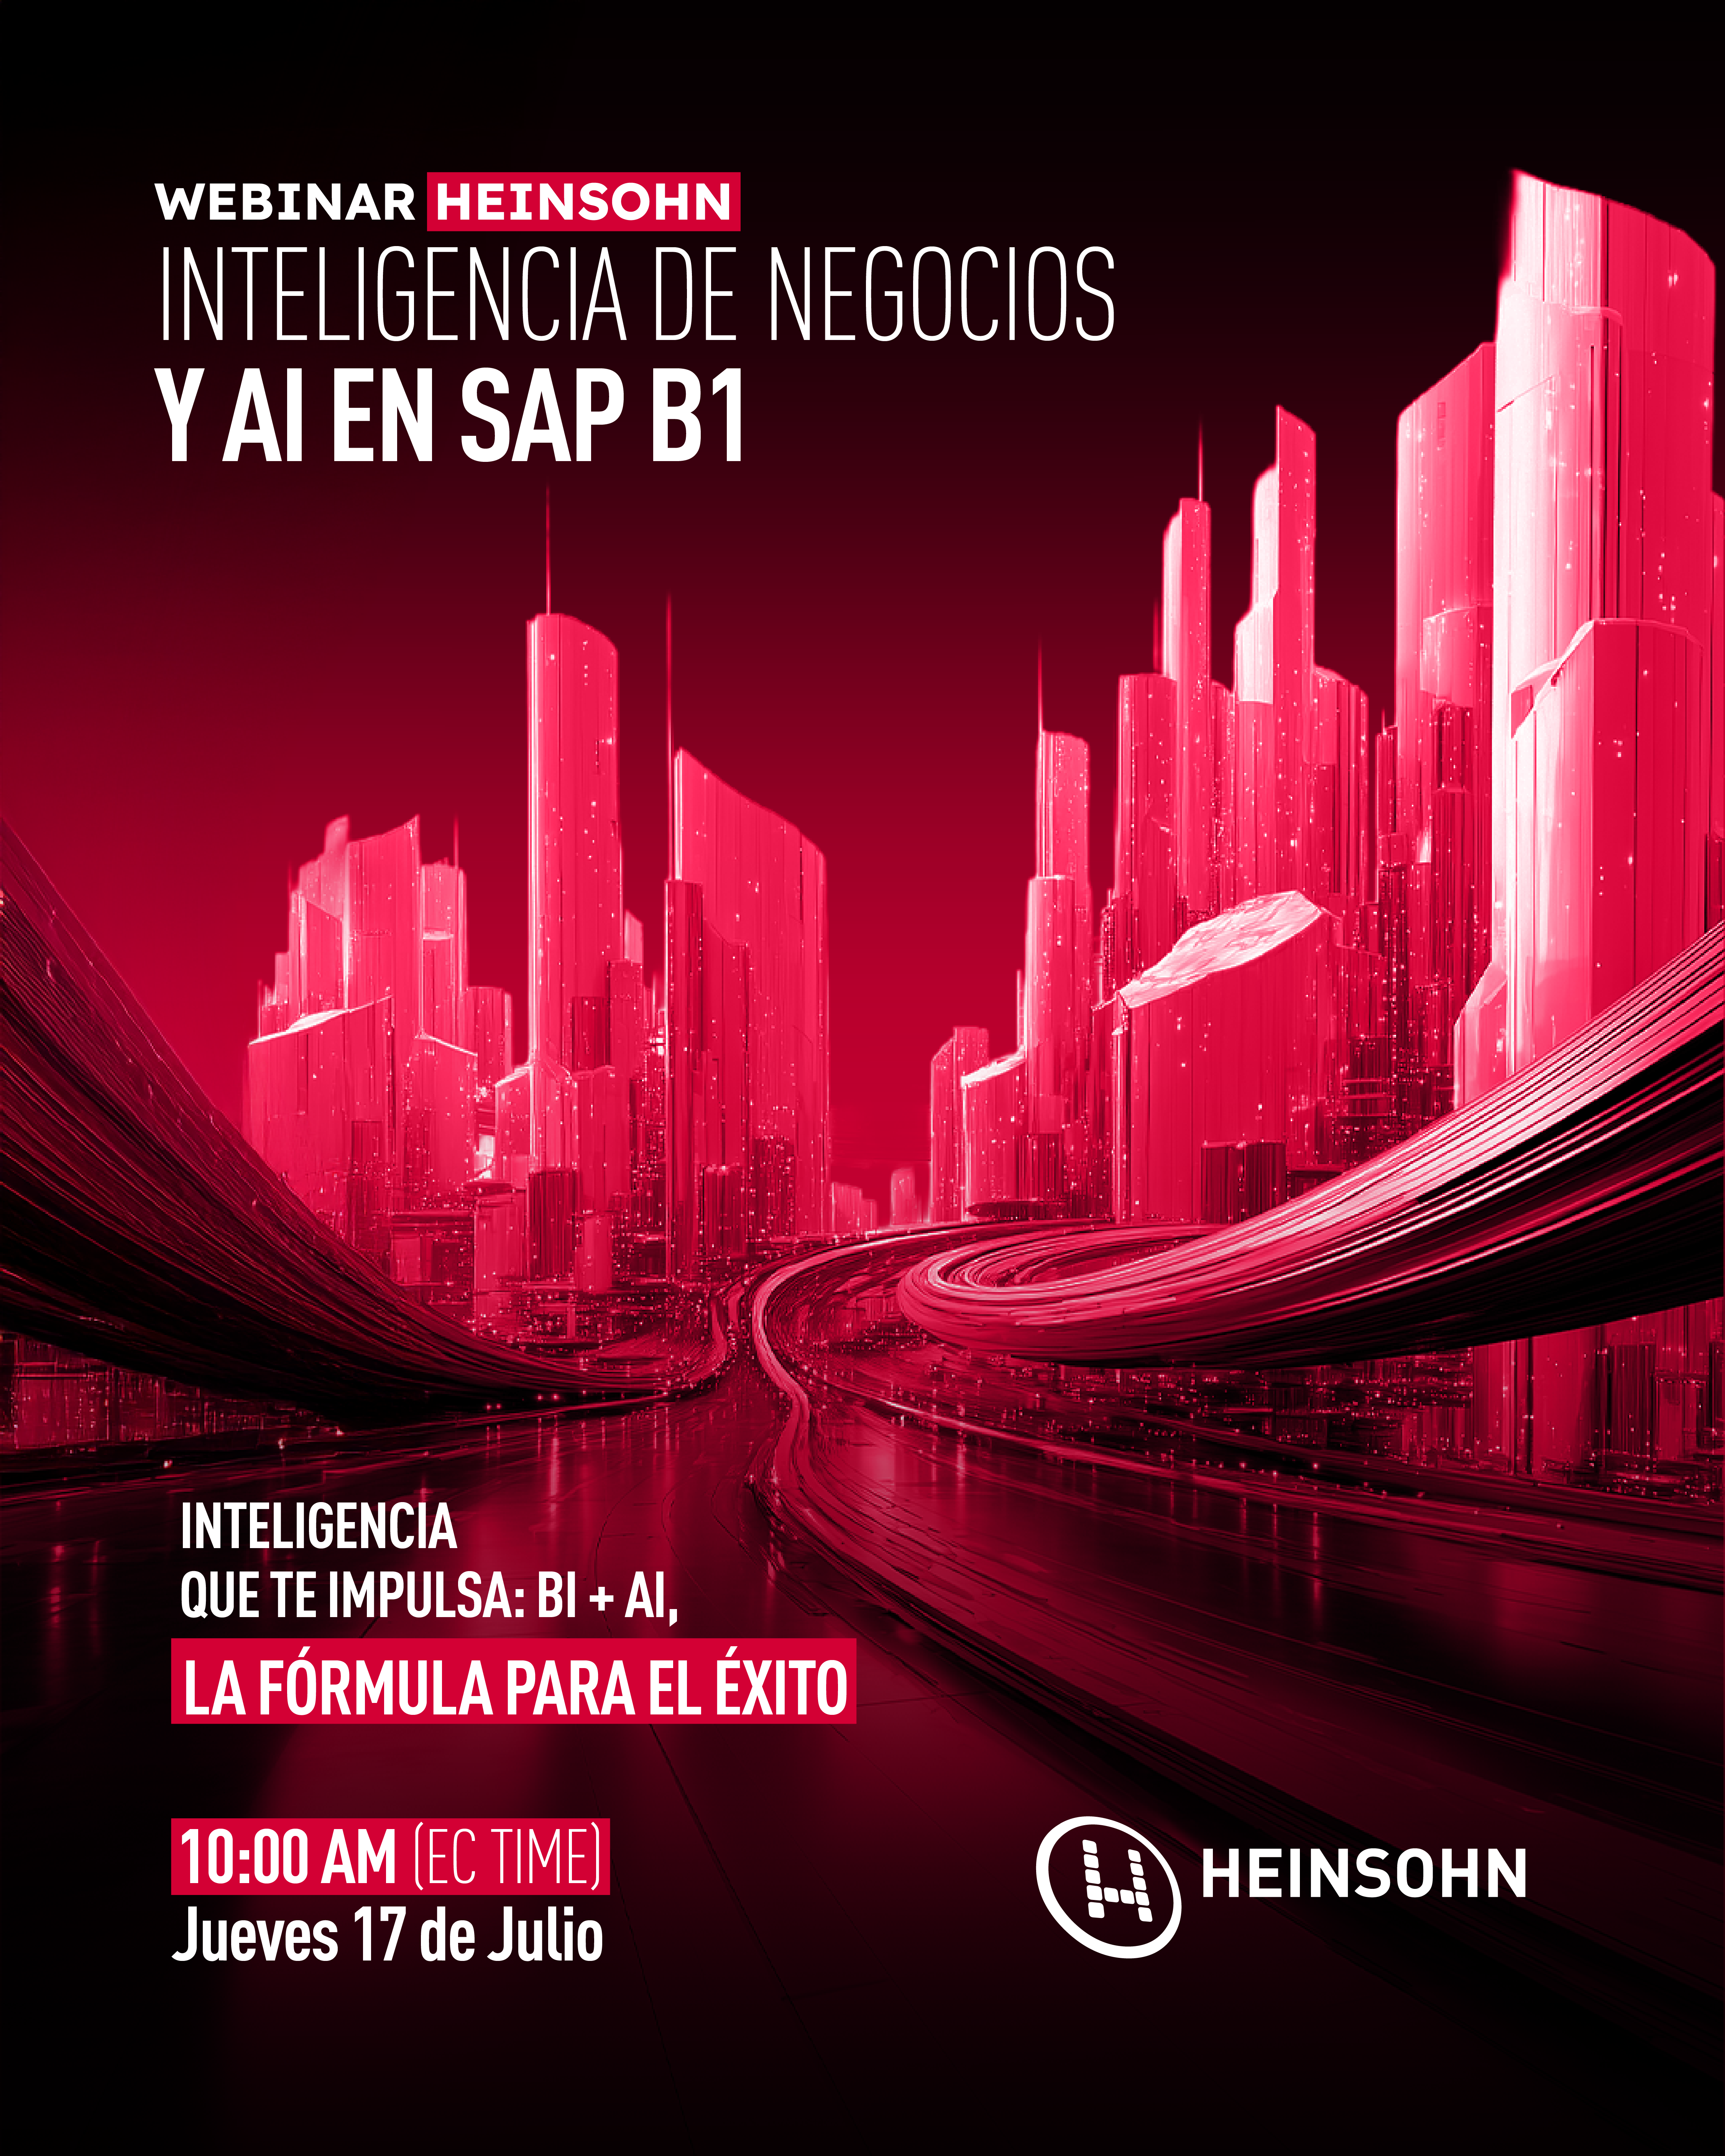 WEBINAR HEINSOHN
INTELIGENCIA DE NEGOCIOS
Y AI EN SAP B1
INTELIGENCIA
QUE TE IMPULSA: BI + AI,
LA FÓRMULA PARA EL ÉXITO
10:00 AM (EC TIME)
Jueves 17 de Julio
H HEINSOHN